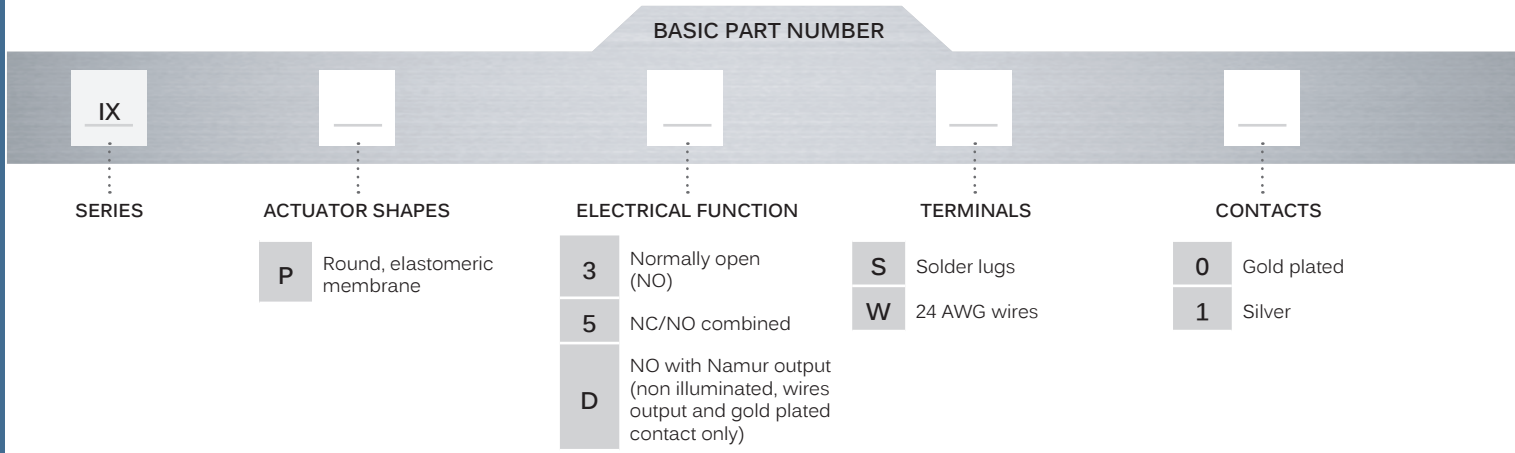 BASIC PART NUMBER
IX
SERIES
ACTUATOR SHAPES
ELECTRICAL FUNCTION
TERMINALS
CONTACTS
P
Round, elastomeric
membrane
3
Normally open
(NO)
5
NC/NO combined
D
NO with Namur output
(non illuminated, wires
output and gold plated
contact only)
S
Solder lugs
W
24 AWG wires
0
Gold plated
1
Silver